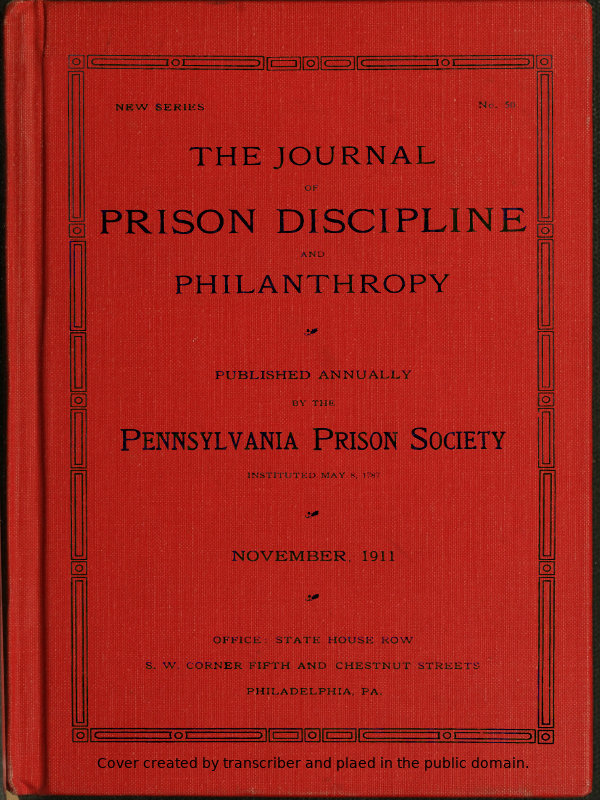 NEW SERIES No. 50
THE JOURNAL
OF
PRISON DISCIPLINE
AND
PHILANTHROPY
PUBLISHED ANNUALLY
BY THE
PENNSYLVANIA PRISON SOCIETY
INSTITUTED MAY 8, 1787
NOVEMBER, 1911
OFFICE: STATE HOUSE ROW
S. W. CORNER FIFTH AND CHESTNUT STREETS
PHILADELPHIA, PA.
Cover created by transcriber and plaed in the public domain.